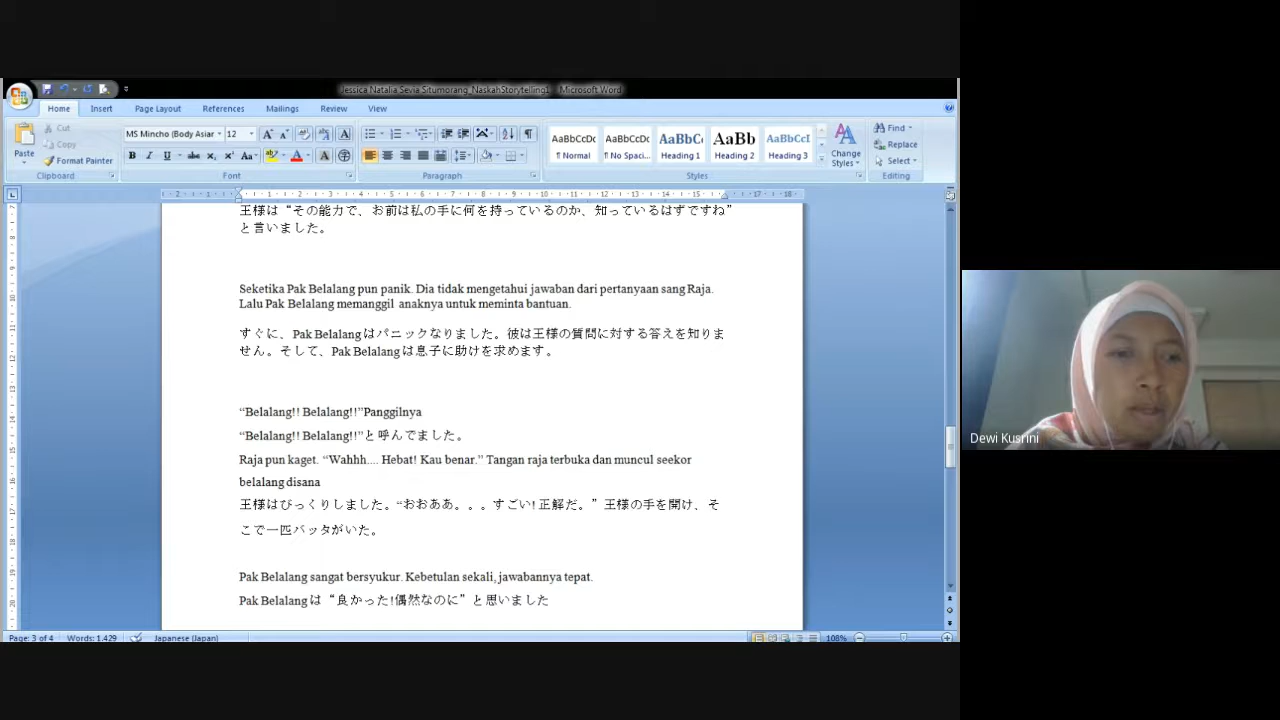 Jessica Natalia Sevia Situmorang_NaskahStorytelling1 - Microsoft Word
Home Insert Page Layout References Mailings Review View
Paste
Cut
Copy
Format Painter
Clipboard
MS Mincho (Body Asiar 12
Font
Paragraph
AaBbCcDc AaBbCcDc AaBbC AaBb AaBbCcI
¶ Normal ¶ No Spaci... Heading 1 Heading 2 Heading 3
Change Styles
Styles
Find
Replace
Select
Editing
王様は“その能力で、お前は私の手に何を持っているのか、知っているはずですね”
と言いました。
Seketika Pak Belalang pun panik. Dia tidak mengetahui jawaban dari pertanyaan sang Raja.
Lalu Pak Belalang memanggil anaknya untuk meminta bantuan.
すぐに、Pak Belalangはパニックなりました。彼は王様の質問に対する答えを知りま
せん。そして、Pak Belalangは息子に助けを求めます。
“Belalang!! Belalang!!”Panggilnya
“Belalang!! Belalang!!”と呼んでました。
Raja pun kaget. “Wahhh.... Hebat! Kau benar.” Tangan raja terbuka dan muncul seekor
belalang disana
王様はびっくりしました。“おおああ。。。すごい! 正解だ。”王様の手を開け、そ
こで一匹バッタがいた。
Pak Belalang sangat bersyukur. Kebetulan sekali, jawabannya tepat.
Pak Belalangは“良かった!偶然なのに”と思いました
Page: 3 of 4 Words: 1.429 Japanese (Japan) 108%
Dewi Kusrini